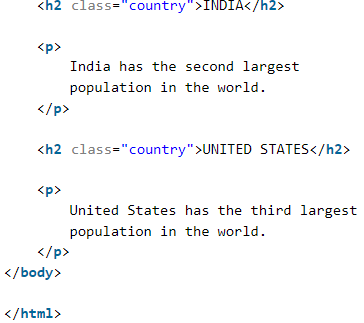 <h2 class="country">INDIA</h2>
<p>
India has the second largest
population in the world.
</p>
<h2 class="country">UNITED STATES</h2>
<p>
United States has the third largest
population in the world.
</p>
</body>
</html>